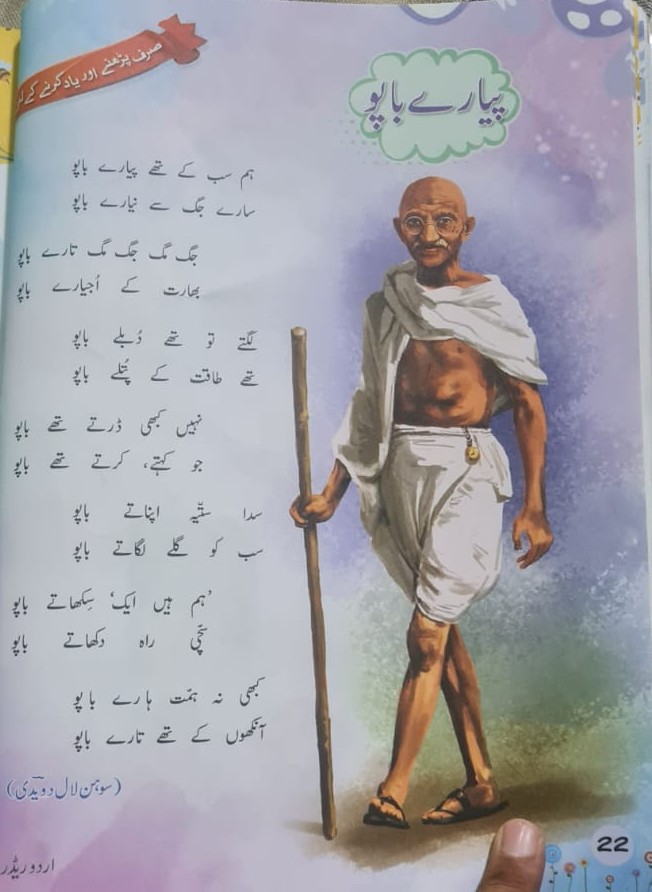 صرف پڑھنے اور یاد کرنے کے
پیارے باپو
ہم سب کے تھے پیارے باپو
سارے جگ سے نیارے باپو
جگ مگ جگ مگ تارے باپو
بھارت کے اُجیارے باپو
لگتے تو تھے دُبلے باپو
تھے طاقت کے پُتلے باپو
نہیں کبھی ڈرتے تھے باپو
جو کہتے، کرتے تھے باپو
سدا ستّیہ اپناتے باپو
سب کو گلے لگاتے باپو
'ہم ہیں ایک' سِکھاتے باپو
سچّی راہ دکھاتے باپو
کبھی نہ ہمّت ہارے باپو
آنکھوں کے تھے تارے باپو
(سوہن لال دویدی)
22
اردو ریڈر